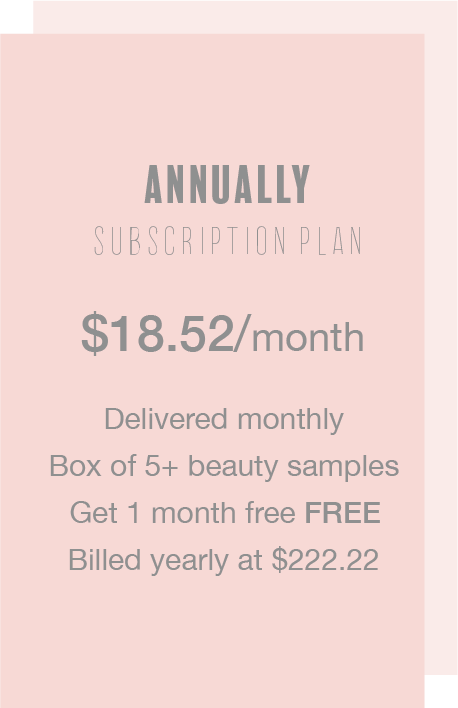 ANNUALLY
SUBSCRIPTION PLAN
$18.52/month
Delivered monthly
Box of 5+ beauty samples
Get 1 month free FREE
Billed yearly at $222.22